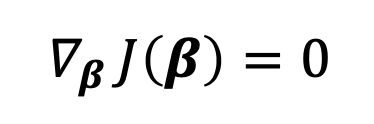 ∇_𝜷 J(𝜷) = 0